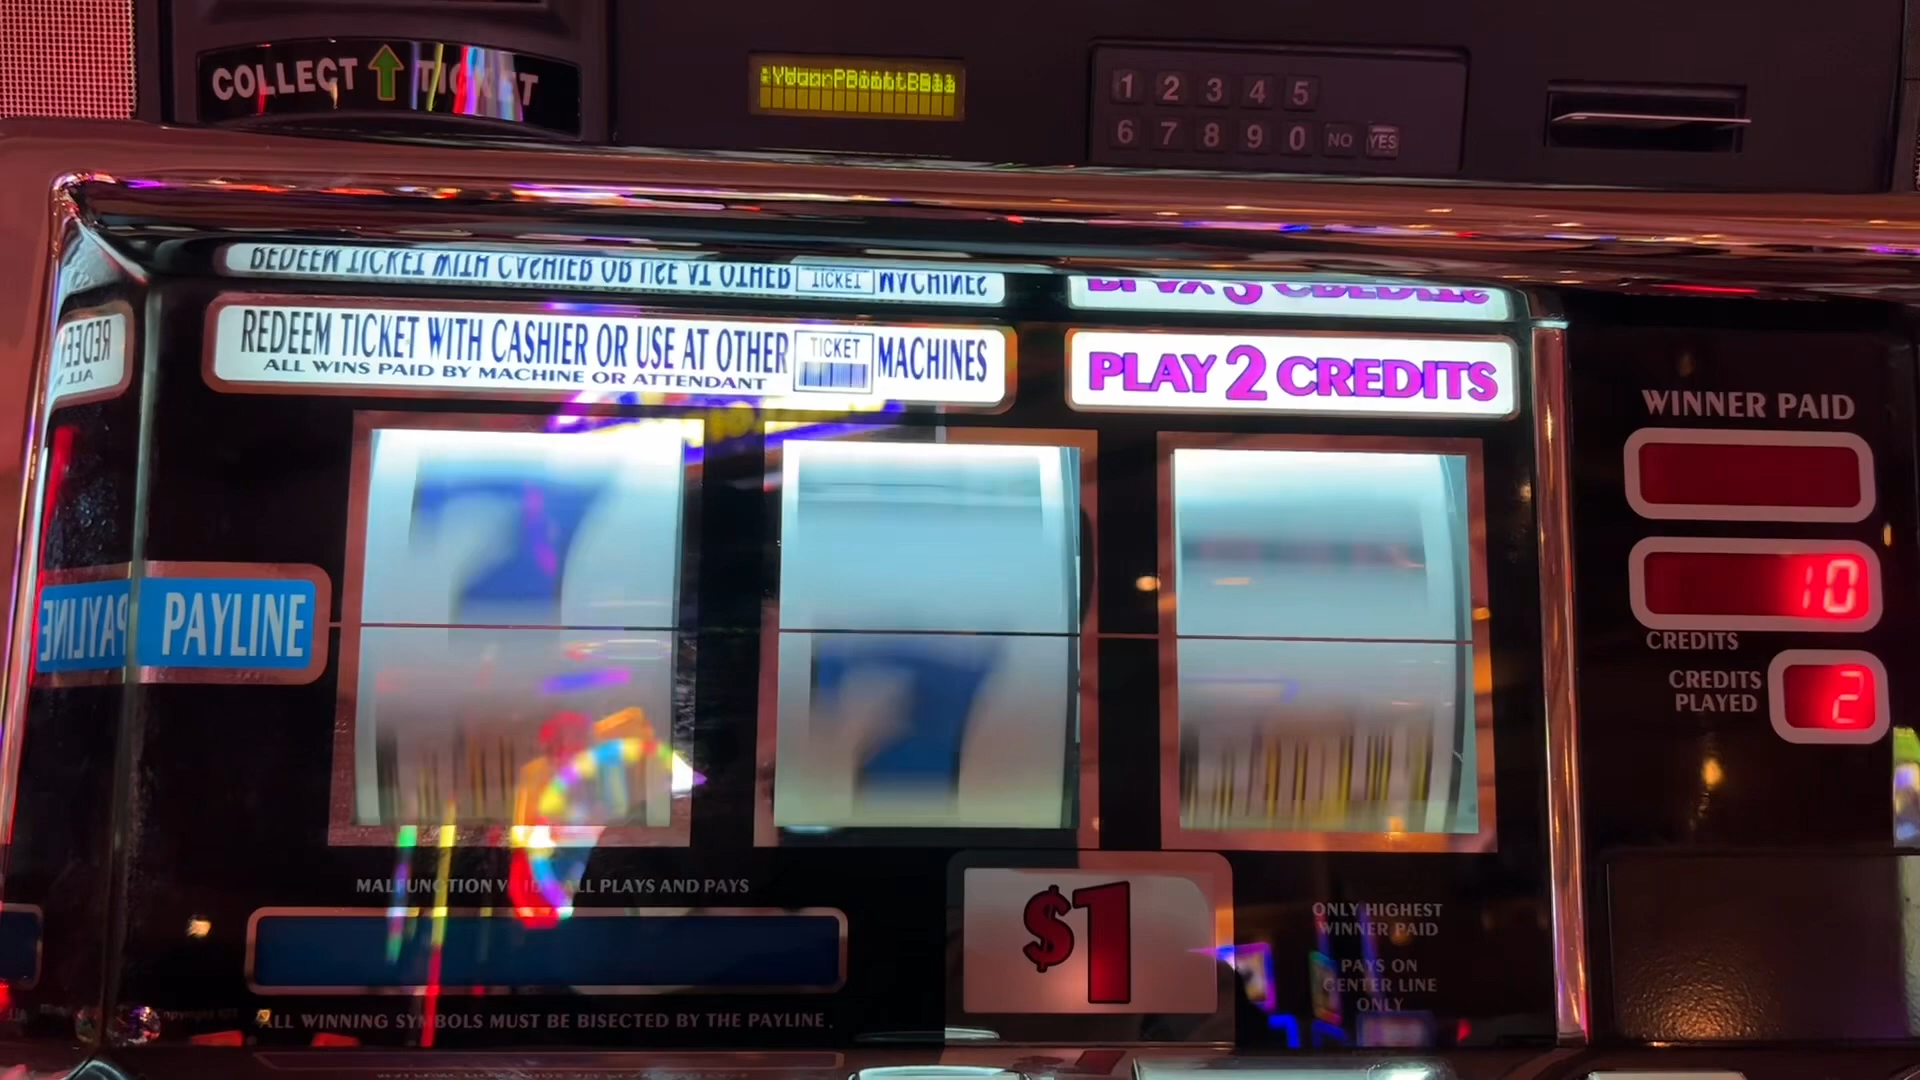 COLLECT TICKET
1 2 3 4 5
6 7 8 9 0 NO YES
REDEEM TICKET WITH CASHIER OR USE AT OTHER TICKET MACHINES
ALL WINS PAID BY MACHINE OR ATTENDANT
PLAY 2 CREDITS
WINNER PAID
10
CREDITS
CREDITS
PLAYED
2
PAYLINE
MALFUNCTION VOIDS ALL PLAYS AND PAYS
$1
ONLY HIGHEST
WINNER PAID
PAYS ON
CENTER LINE
ONLY
ALL WINNING SYMBOLS MUST BE BISECTED BY THE PAYLINE.